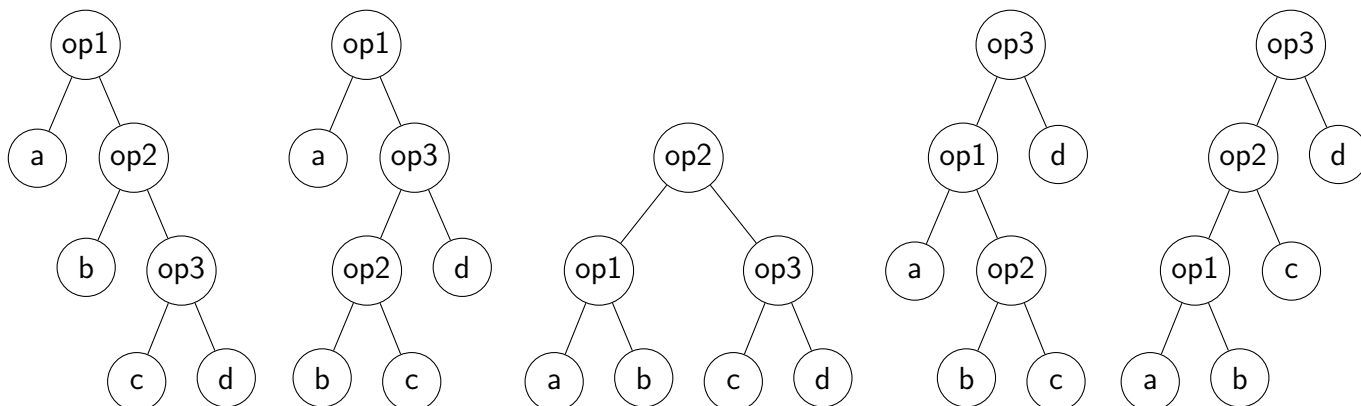 op1 op1 op3 op3
a op2 a op3 op2 op1 d op2 d
b op3 op2 d op1 op3 a op2 op1 c
c d b c a b c d b c a b